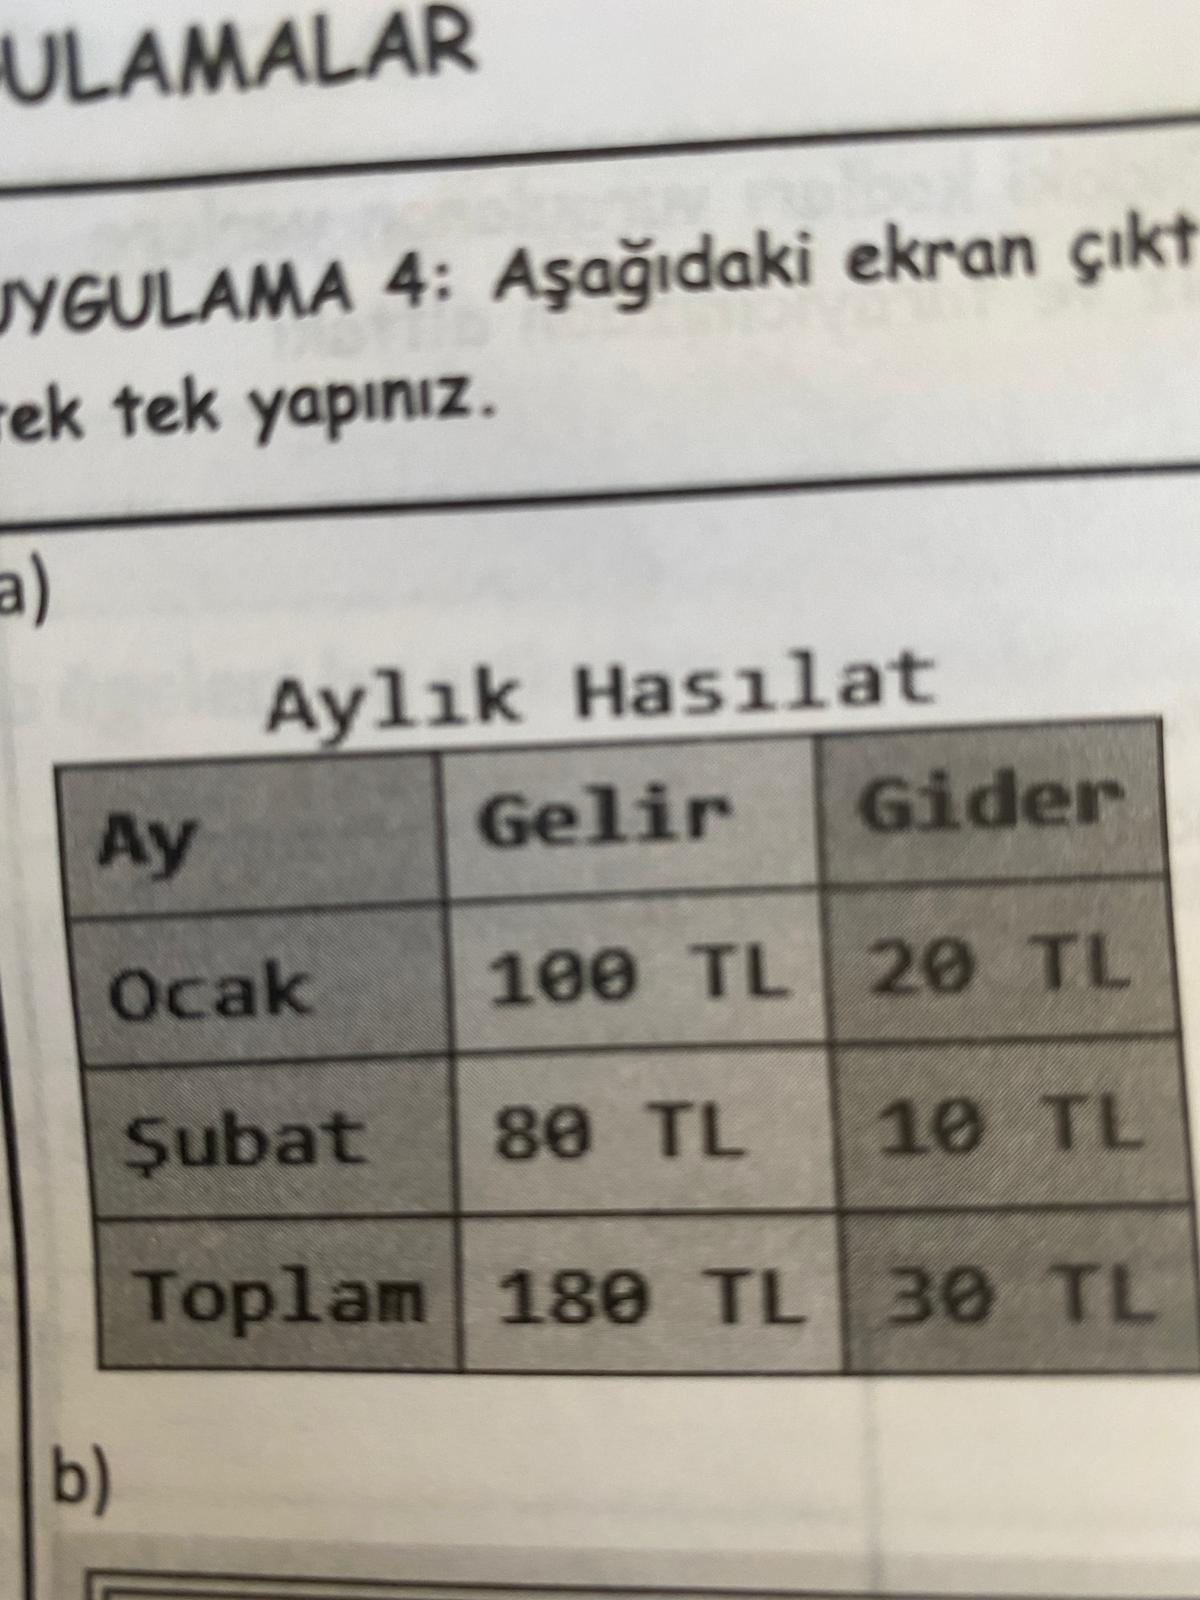 ULAMALAR
UYGULAMA 4: Aşağıdaki ekran çıkt
tek tek yapınız.
a)
Aylık Hasılat
Ay Gelir Gider
Ocak 100 TL 20 TL
Şubat 80 TL 10 TL
Toplam 180 TL 30 TL
b)